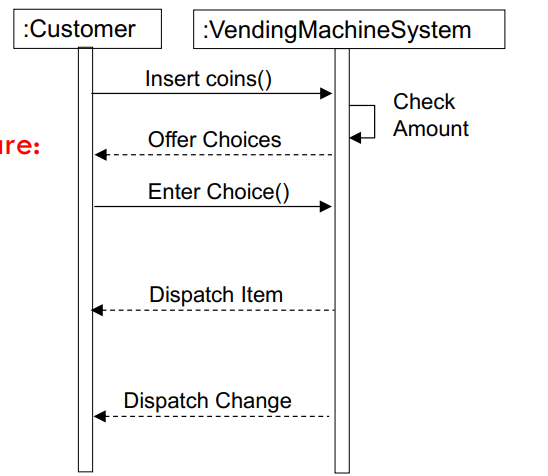 :Customer
:VendingMachineSystem
Insert coins()
Check
Amount
ure:
Offer Choices
Enter Choice()
Dispatch Item
Dispatch Change